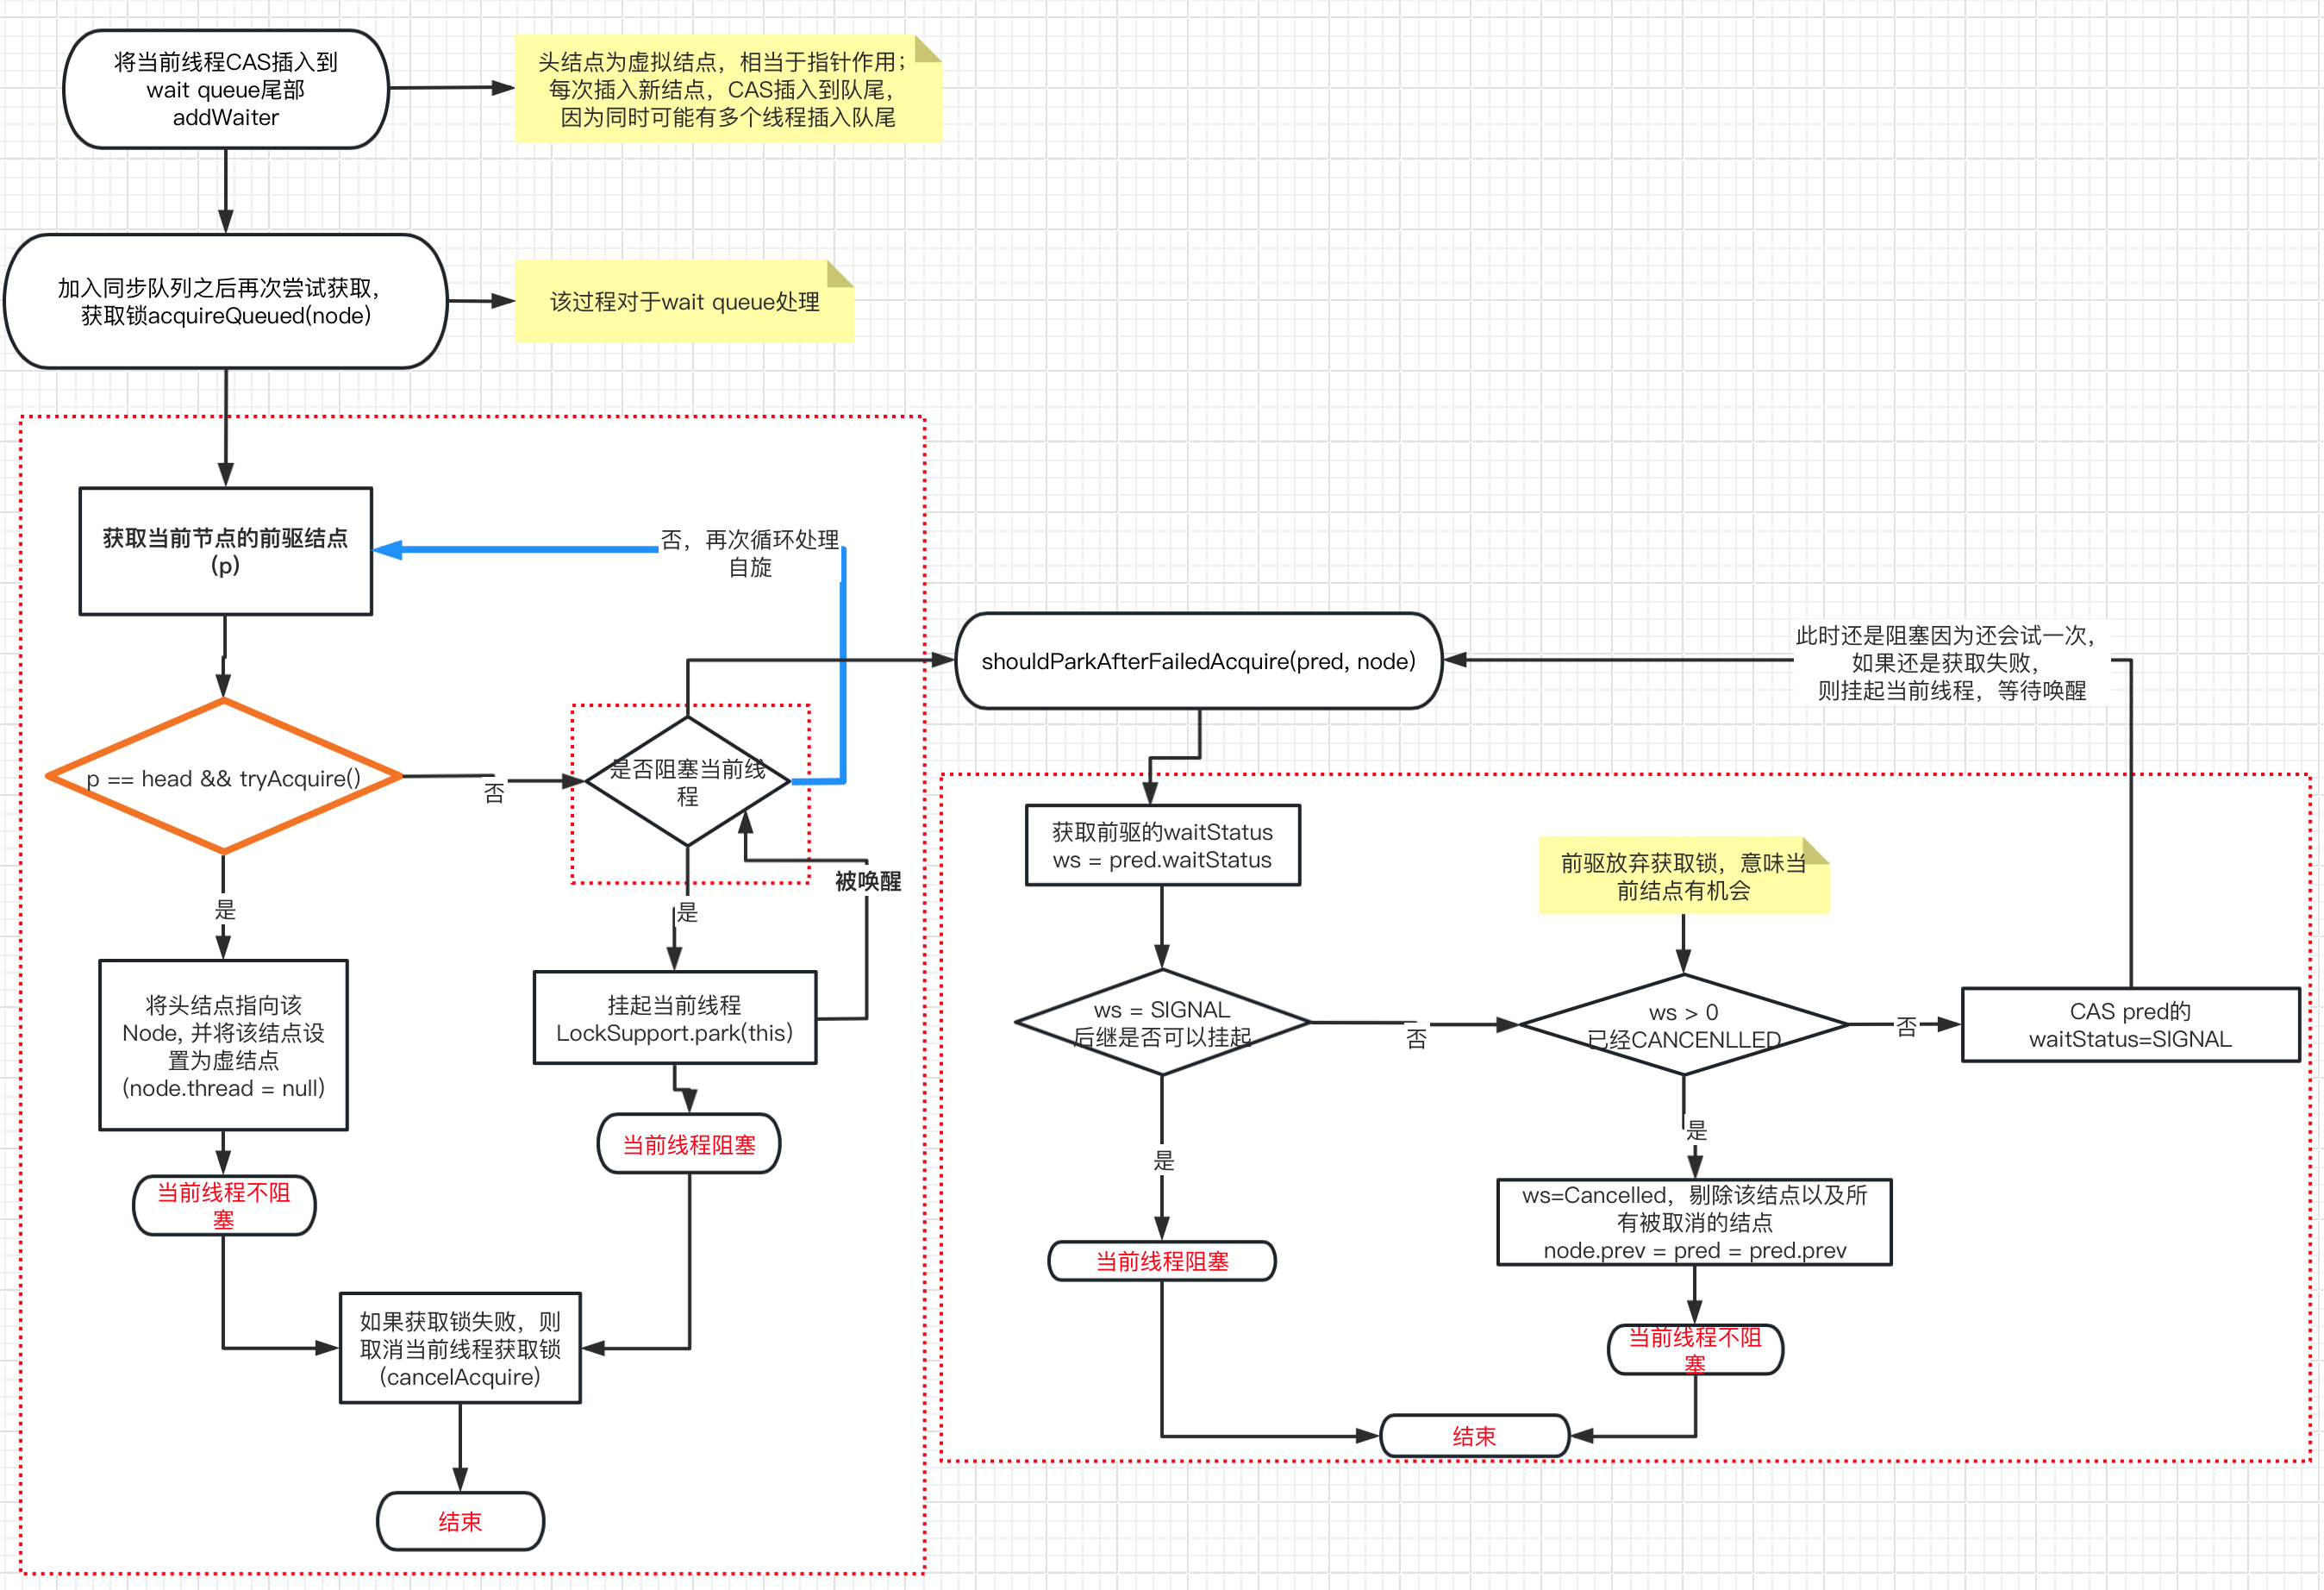 将当前线程CAS插入到
wait queue尾部
addWaiter
头结点为虚拟结点，相当于指针作用；
每次插入新结点，CAS插入到队尾，
因为同时可能有多个线程插入队尾
加入同步队列之后再次尝试获取，
获取锁acquireQueued(node)
该过程对于wait queue处理
获取当前节点的前驱结点
(p)
否，再次循环处理
自旋
p == head && tryAcquire()
否
是否阻塞当前线
程
被唤醒
是
是
将头结点指向该
Node, 并将该结点设
置为虚结点
(node.thread = null)
挂起当前线程
LockSupport.park(this)
当前线程阻塞
当前线程不阻
塞
如果获取锁失败，则
取消当前线程获取锁
(cancelAcquire)
结束
shouldParkAfterFailedAcquire(pred, node)
此时还是阻塞因为还会试一次，
如果还是获取失败，
则挂起当前线程，等待唤醒
获取前驱的waitStatus
ws = pred.waitStatus
前驱放弃获取锁，意味当
前结点有机会
ws = SIGNAL
后继是否可以挂起
否
ws > 0
已经CANCENLLED
否
CAS pred的
waitStatus=SIGNAL
是
是
ws=Cancelled，剔除该结点以及所
有被取消的结点
node.prev = pred = pred.prev
当前线程阻塞
当前线程不阻
塞
结束